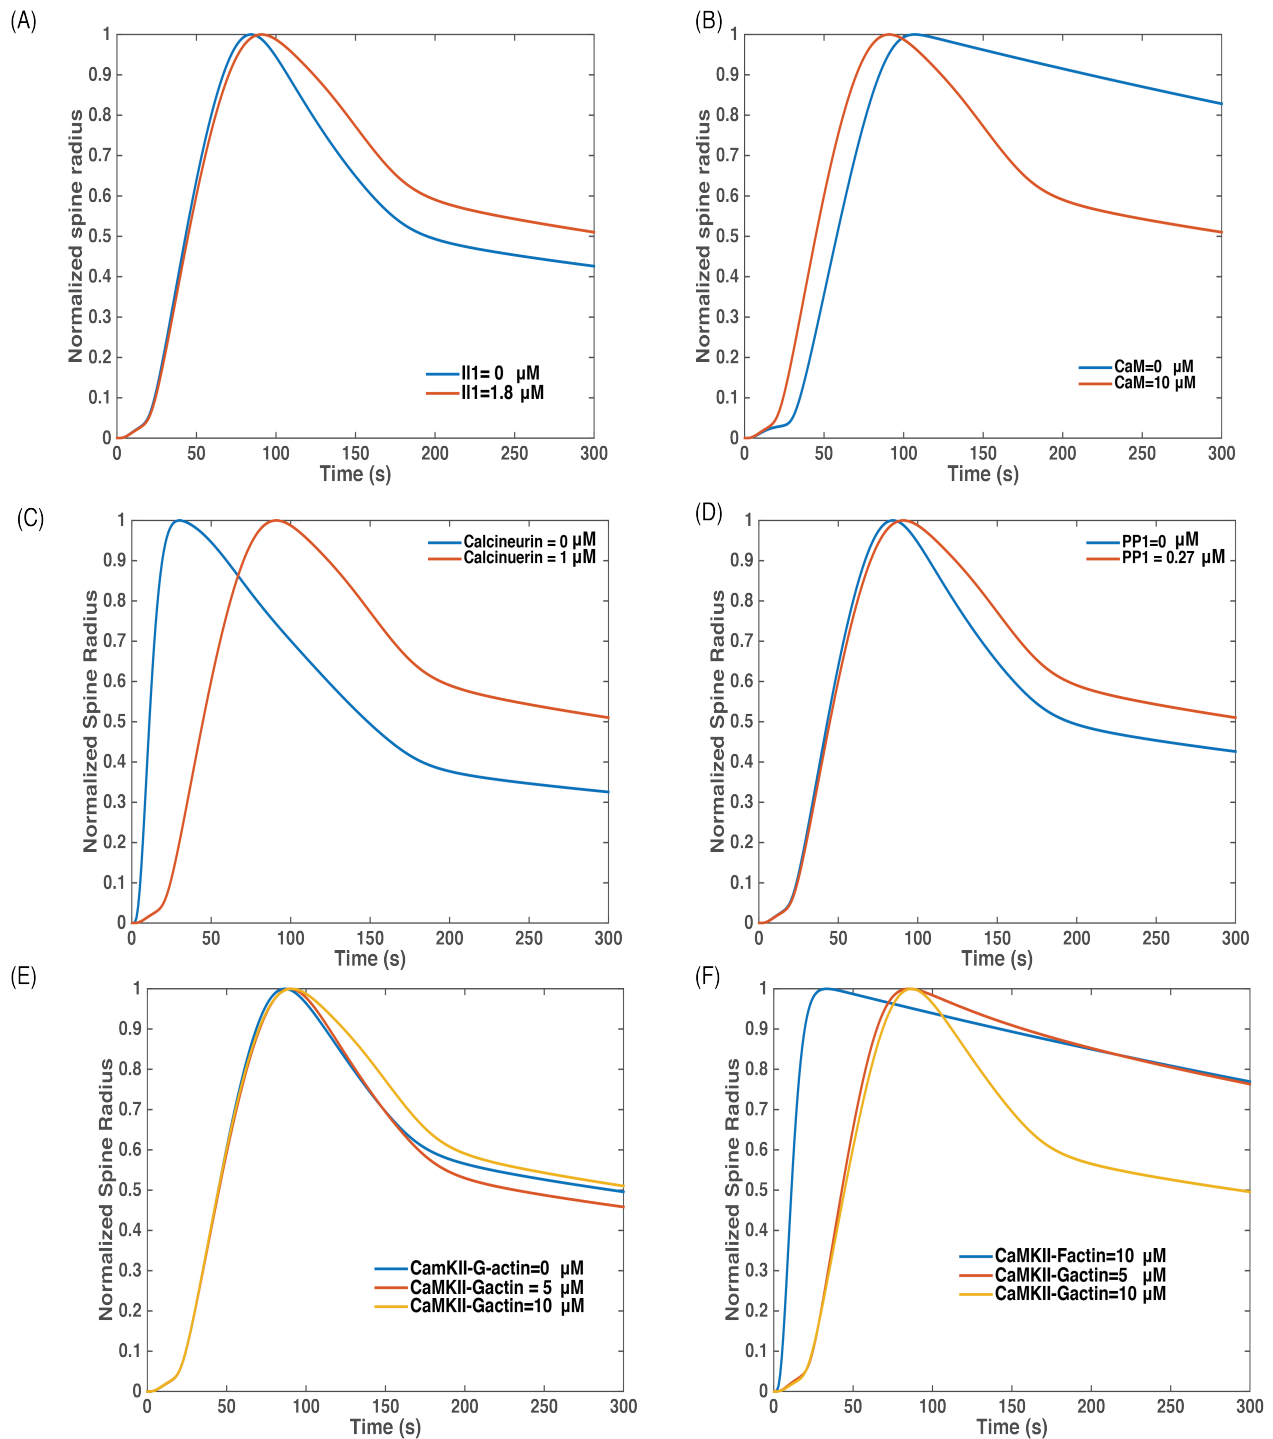 (A)
1
0.9
0.8
0.7
0.6
0.5
0.4
0.3
0.2
0.1
0
Normalized spine radius
II1= 0 µM
II1=1.8 µM
0 50 100 150 200 250 300
Time (s)
(B)
1
0.9
0.8
0.7
0.6
0.5
0.4
0.3
0.2
0.1
0
Normalized spine radius
CaM=0 µM
CaM=10 µM
0 50 100 150 200 250 300
Time (s)
(C)
1
0.9
0.8
0.7
0.6
0.5
0.4
0.3
0.2
0.1
0
Normalized Spine Radius
Calcineurin = 0 µM
Calcinuerin = 1 µM
0 50 100 150 200 250 300
Time (s)
(D)
1
0.9
0.8
0.7
0.6
0.5
0.4
0.3
0.2
0.1
0
Normalized Spine Radius
PP1=0 µM
PP1 = 0.27 µM
0 50 100 150 200 250 300
Time (s)
(E)
1
0.9
0.8
0.7
0.6
0.5
0.4
0.3
0.2
0.1
0
Normalized Spine Radius
CamKII-G-actin=0 µM
CaMKII-Gactin = 5 µM
CaMKII-Gactin=10 µM
0 50 100 150 200 250 300
Time (s)
(F)
1
0.9
0.8
0.7
0.6
0.5
0.4
0.3
0.2
0.1
0
Normalized Spine Radius
CaMKII-Factin=10 µM
CaMKII-Gactin=5 µM
CaMKII-Gactin=10 µM
0 50 100 150 200 250 300
Time (s)